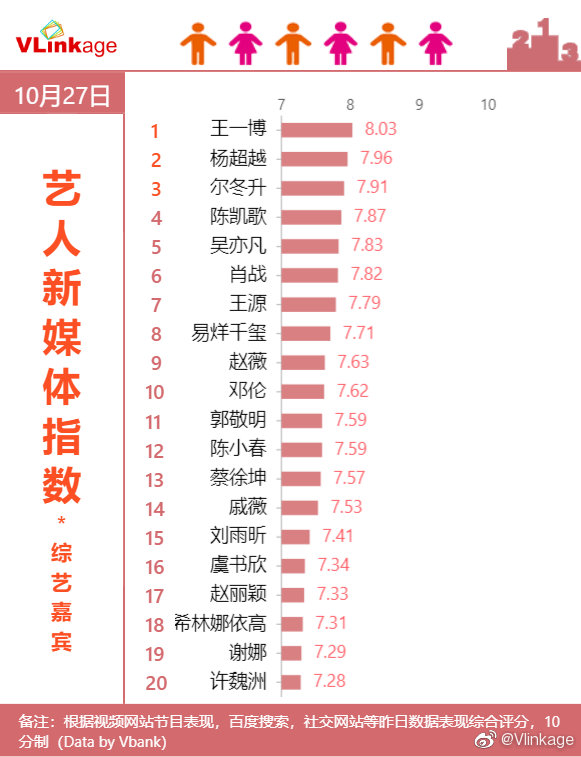 VLinkage
1 2 3
10月27日
艺人新媒体指数
*综艺嘉宾
7 8 9 10
1 王一博 8.03
2 杨超越 7.96
3 尔冬升 7.91
4 陈凯歌 7.87
5 吴亦凡 7.83
6 肖战 7.82
7 王源 7.79
8 易烊千玺 7.71
9 赵薇 7.63
10 邓伦 7.62
11 郭敬明 7.59
12 陈小春 7.59
13 蔡徐坤 7.57
14 戚薇 7.53
15 刘雨昕 7.41
16 虞书欣 7.34
17 赵丽颖 7.33
18 希林娜依高 7.31
19 谢娜 7.29
20 许魏洲 7.28
备注：根据视频网站节目表现，百度搜索，社交网站等昨日数据表现综合评分，10
分制（Data by Vbank）
@Vlinkage